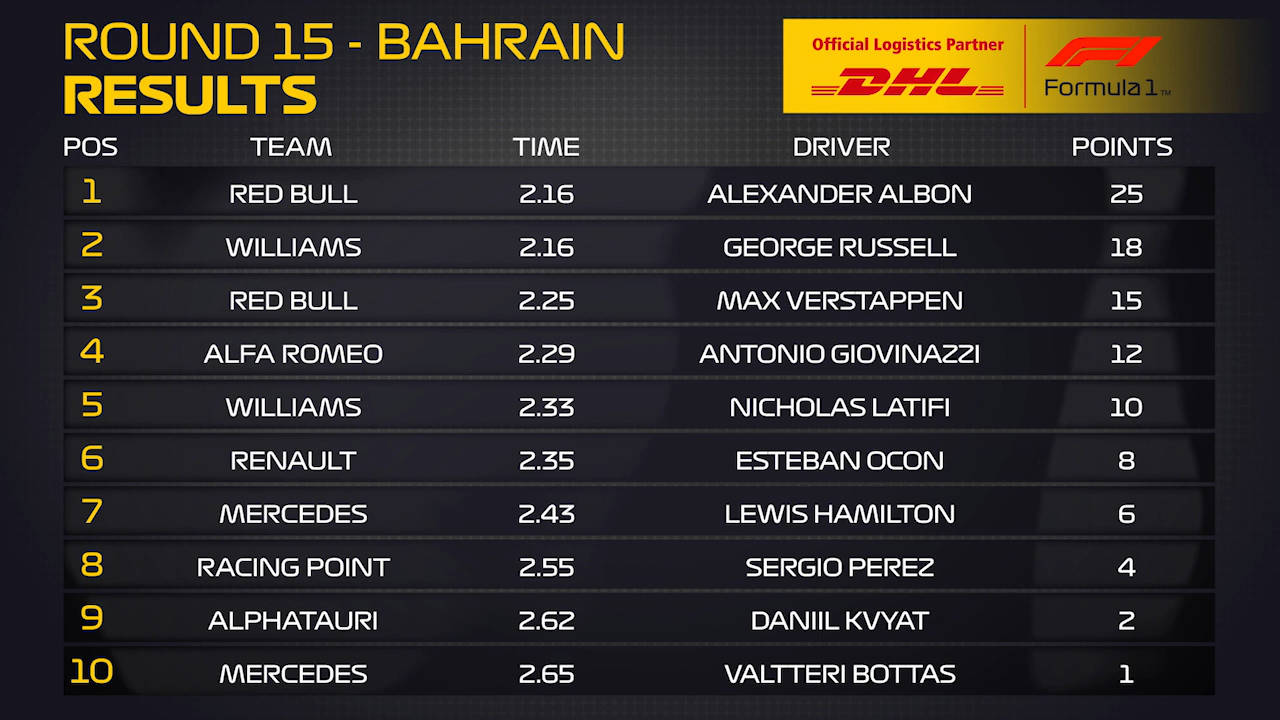 ROUND 15 - BAHRAIN
RESULTS
Official Logistics Partner
DHL
Formula 1™
POS TEAM TIME DRIVER POINTS
1 RED BULL 2.16 ALEXANDER ALBON 25
2 WILLIAMS 2.16 GEORGE RUSSELL 18
3 RED BULL 2.25 MAX VERSTAPPEN 15
4 ALFA ROMEO 2.29 ANTONIO GIOVINAZZI 12
5 WILLIAMS 2.33 NICHOLAS LATIFI 10
6 RENAULT 2.35 ESTEBAN OCON 8
7 MERCEDES 2.43 LEWIS HAMILTON 6
8 RACING POINT 2.55 SERGIO PEREZ 4
9 ALPHATAURI 2.62 DANIIL KVYAT 2
10 MERCEDES 2.65 VALTTERI BOTTAS 1